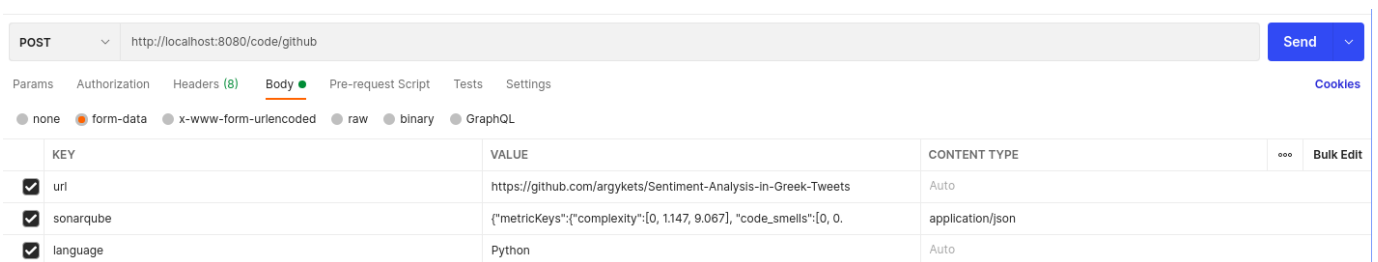 POST http://localhost:8080/code/github Send
Params Authorization Headers (8) Body Pre-request Script Tests Settings Cookies
none form-data x-www-form-urlencoded raw binary GraphQL
KEY VALUE CONTENT TYPE ooo Bulk Edit
url https://github.com/argykets/Sentiment-Analysis-in-Greek-Tweets Auto
sonarqube {"metricKeys":{"complexity":[0, 1.147, 9.067], "code_smells":[0, 0. application/json
language Python Auto